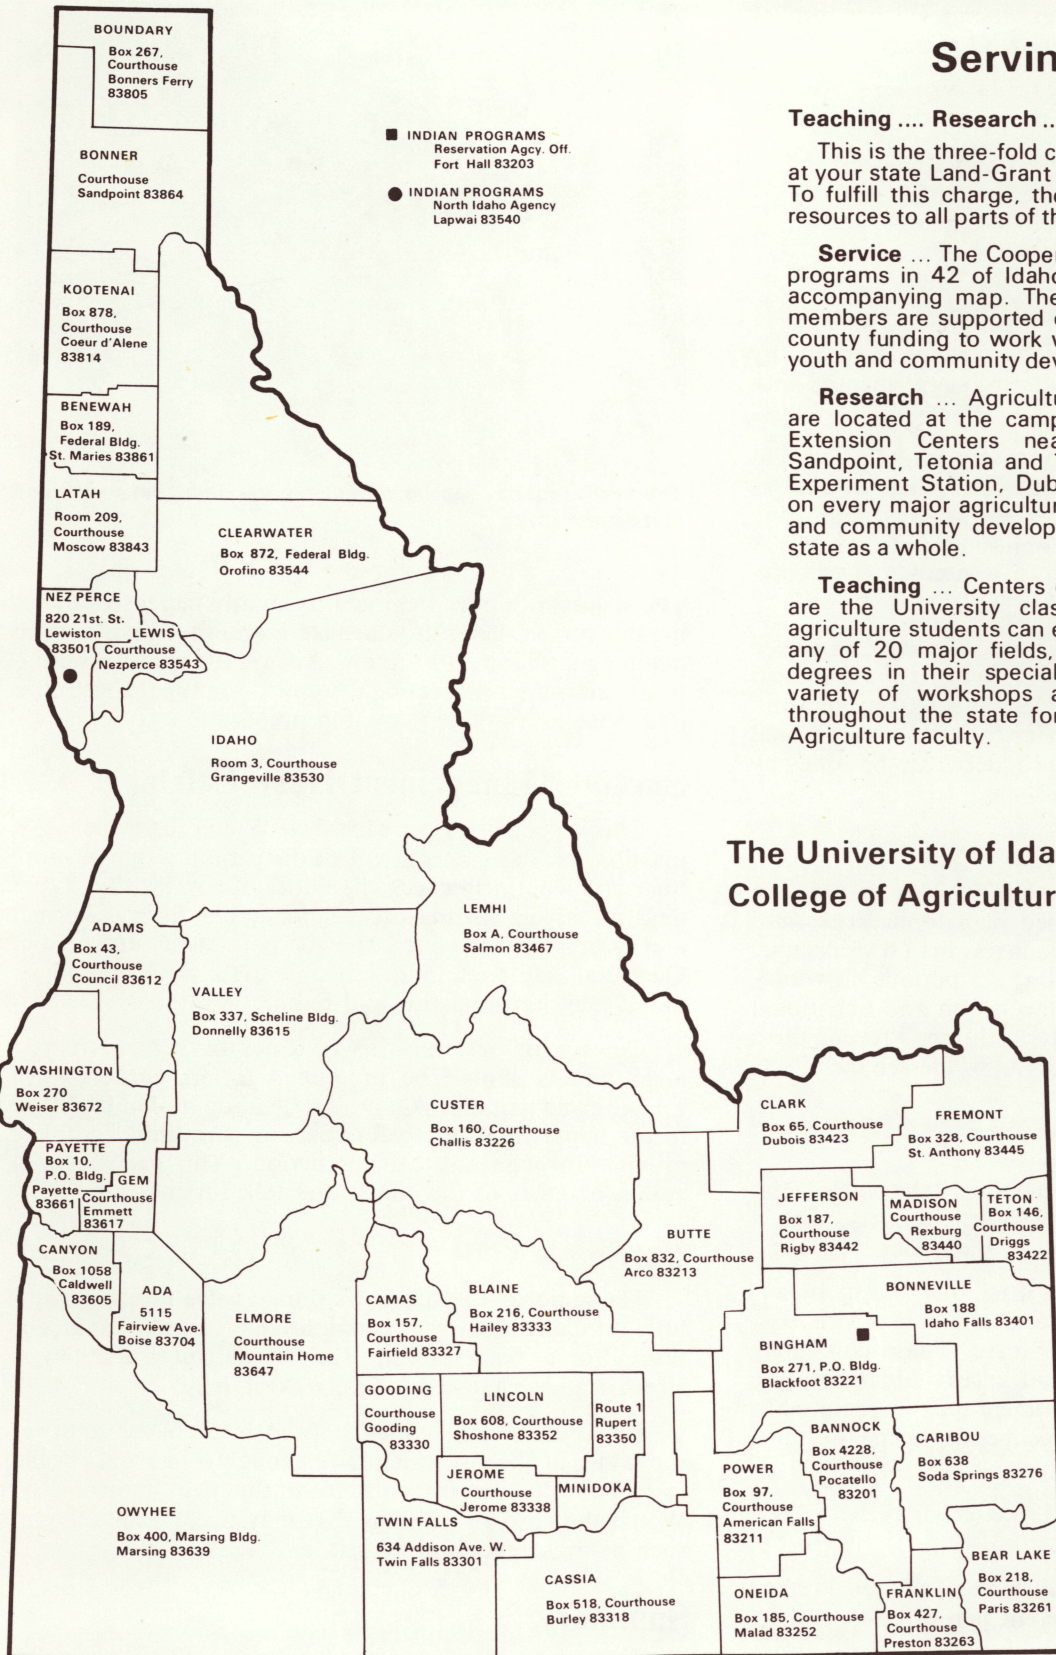 Servin
Teaching .... Research ..
This is the three-fold c
at your state Land-Grant
To fulfill this charge, the
resources to all parts of th
Service ... The Cooper
programs in 42 of Idaho
accompanying map. The
members are supported c
county funding to work v
youth and community dev
Research ... Agricultu
are located at the camp
Extension Centers nea
Sandpoint, Tetonia and
Experiment Station, Dub
on every major agricultur
and community develop
state as a whole.
Teaching ... Centers
are the University clas
agriculture students can e
any of 20 major fields,
degrees in their special
variety of workshops a
throughout the state for
Agriculture faculty.
The University of Ida
College of Agricultur
INDIAN PROGRAMS
Reservation Agcy. Off.
Fort Hall 83203
INDIAN PROGRAMS
North Idaho Agency
Lapwai 83540
BOUNDARY
Box 267,
Courthouse
Bonners Ferry
83805
BONNER
Courthouse
Sandpoint 83864
KOOTENAI
Box 878,
Courthouse
Coeur d'Alene
83814
BENEWAH
Box 189,
Federal Bldg.
St. Maries 83861
LATAH
Room 209,
Courthouse
Moscow 83843
CLEARWATER
Box 872, Federal Bldg.
Orofino 83544
NEZ PERCE
820 21st. St.
Lewiston
83501
LEWIS
Courthouse
Nezperce 83543
IDAHO
Room 3, Courthouse
Grangeville 83530
LEMHI
Box A, Courthouse
Salmon 83467
ADAMS
Box 43,
Courthouse
Council 83612
VALLEY
Box 337, Scheline Bldg.
Donnelly 83615
WASHINGTON
Box 270
Weiser 83672
CUSTER
Box 160, Courthouse
Challis 83226
CLARK
Box 65, Courthouse
Dubois 83423
FREMONT
Box 328, Courthouse
St. Anthony 83445
PAYETTE
Box 10,
P.O. Bldg.
Payette
83661
GEM
Courthouse
Emmett
83617
JEFFERSON
Box 187,
Courthouse
Rigby 83442
MADISON
Courthouse
Rexburg
83440
TETON
Box 146,
Courthouse
Driggs
83422
BUTTE
Box 832, Courthouse
Arco 83213
CANYON
Box 1058
Caldwell
83605
ADA
5115
Fairview Ave.
Boise 83704
ELMORE
Courthouse
Mountain Home
83647
CAMAS
Box 157,
Courthouse
Fairfield 83327
BLAINE
Box 216, Courthouse
Hailey 83333
BONNEVILLE
Box 188
Idaho Falls 83401
BINGHAM
Box 271, P.O. Bldg.
Blackfoot 83221
GOODING
Courthouse
Gooding
83330
LINCOLN
Box 608, Courthouse
Shoshone 83352
Route 1
Rupert
83350
MINIDOKA
JEROME
Courthouse
Jerome 83338
BANNOCK
Box 4228,
Courthouse
Pocatello
83201
CARIBOU
Box 638
Soda Springs 83276
POWER
Box 97,
Courthouse
American Falls
83211
OWYHEE
Box 400, Marsing Bldg.
Marsing 83639
TWIN FALLS
634 Addison Ave. W.
Twin Falls 83301
CASSIA
Box 518, Courthouse
Burley 83318
ONEIDA
Box 185, Courthouse
Malad 83252
FRANKLIN
Box 427,
Courthouse
Preston 83263
BEAR LAKE
Box 218,
Courthouse
Paris 83261